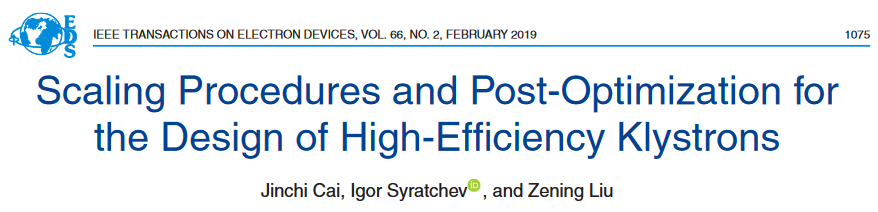 EDS
IEEE TRANSACTIONS ON ELECTRON DEVICES, VOL. 66, NO. 2, FEBRUARY 2019 1075
Scaling Procedures and Post-Optimization for
the Design of High-Efficiency Klystrons
Jinchi Cai, Igor Syratchev iD, and Zening Liu